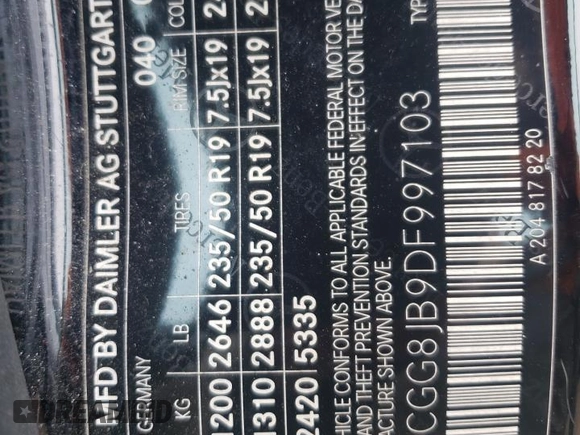 MFD BY DAIMLER AG STUTTGART
GERMANY 040
KG LB TIRES RIM SIZE
1200 2646 235/50 R19 7.5Jx19
1310 2888 235/50 R19 7.5Jx19
2420 5335
VEHICLE CONFORMS TO ALL APPLICABLE FEDERAL MOTOR VE
AND THEFT PREVENTION STANDARDS IN EFFECT ON THE DA
FACTURE SHOWN ABOVE.
CGG8JB9DF997103 TYP
A 204 817 82 20